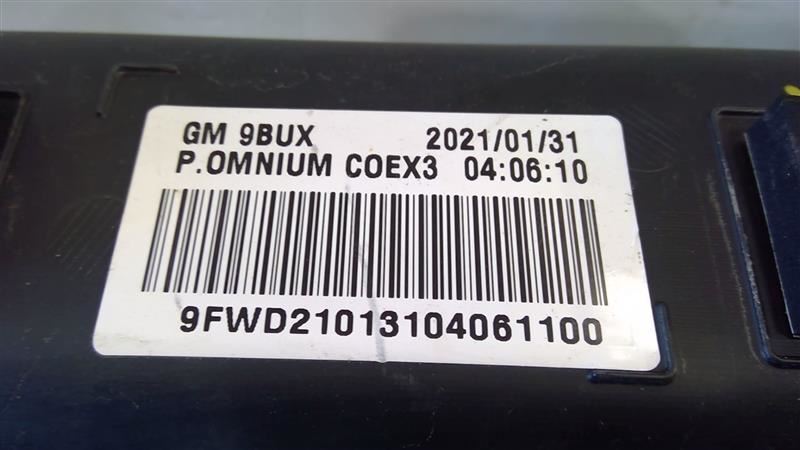 GM 9BUX 2021/01/31
P.OMNIUM COEX3 04:06:10
9FWD21013104061100